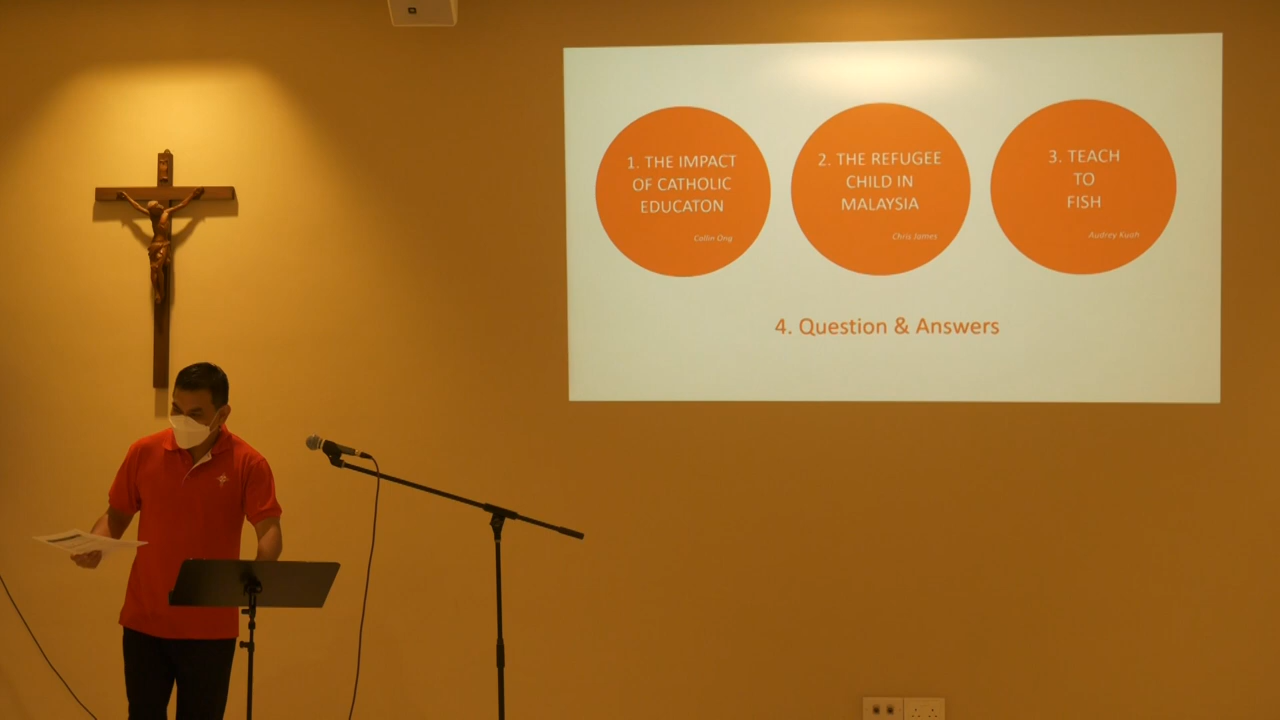 1. THE IMPACT
OF CATHOLIC
EDUCATON
Collin Ong
2. THE REFUGEE
CHILD IN
MALAYSIA
Chris James
3. TEACH
TO
FISH
Audrey Kuah
4. Question & Answers